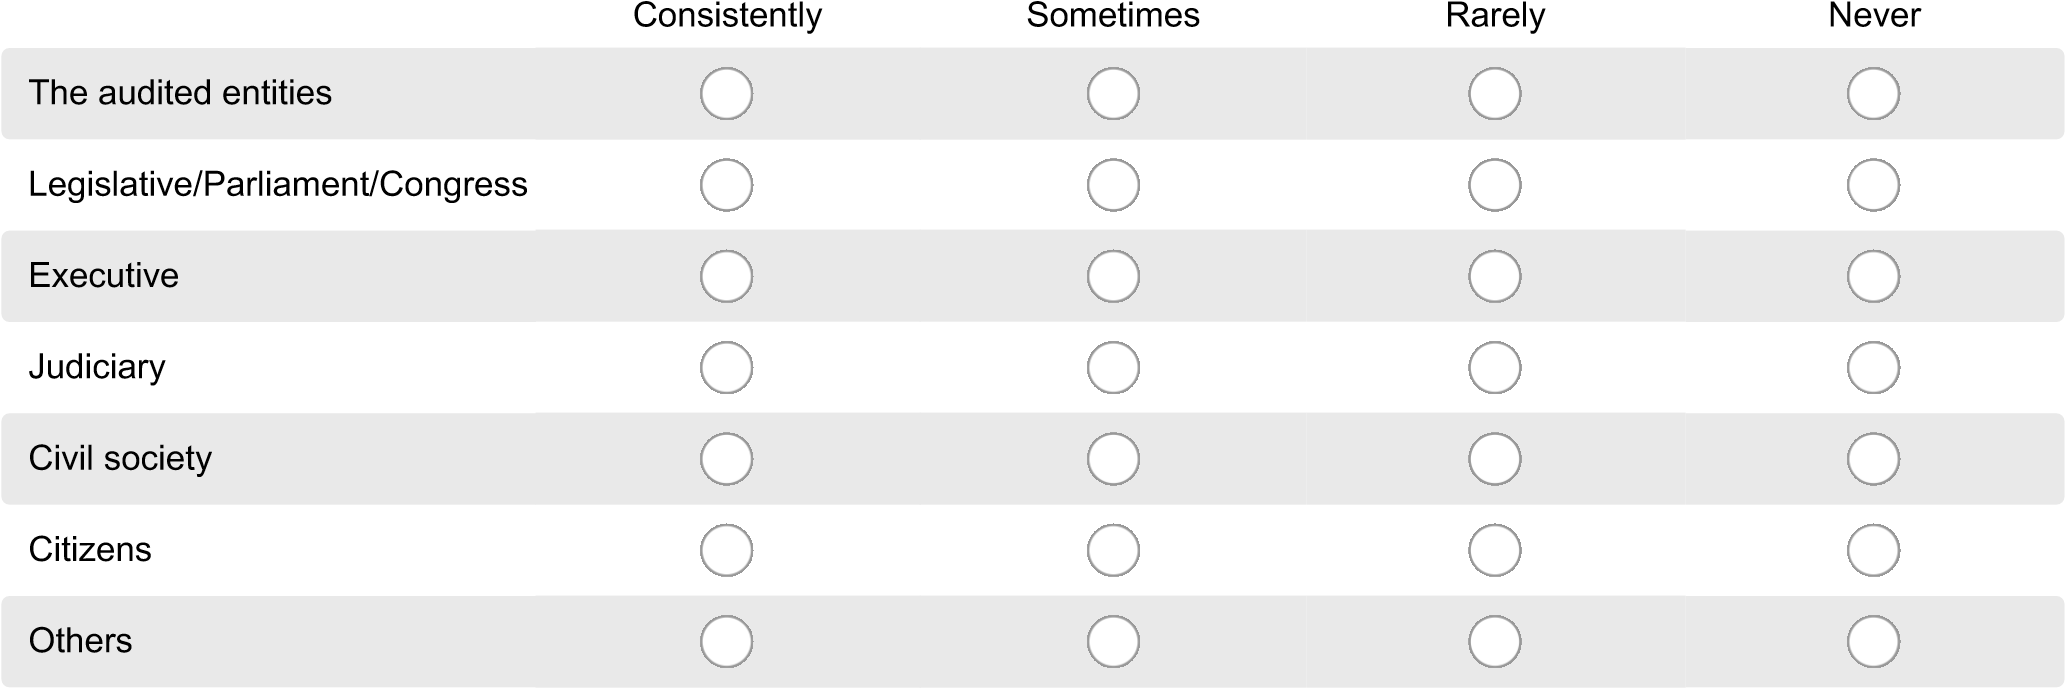 Consistently Sometimes Rarely Never
The audited entities
Legislative/Parliament/Congress
Executive
Judiciary
Civil society
Citizens
Others